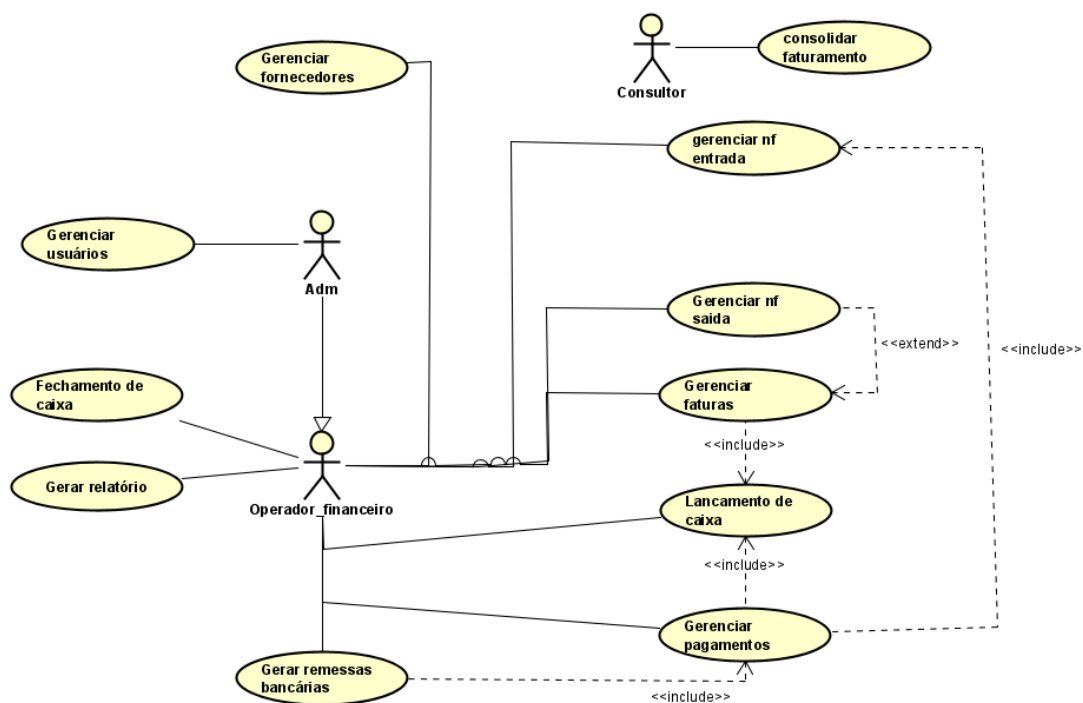 Gerenciar
fornecedores
consolidar
faturamento
Consultor
gerenciar nf
entrada
Gerenciar
usuários
Adm
Gerenciar nf
saida
<<extend>>
<<include>>
Fechamento de
caixa
Gerenciar
faturas
<<include>>
Gerar relatório
Operador_financeiro
Lancamento de
caixa
<<include>>
Gerenciar
pagamentos
Gerar remessas
bancárias
<<include>>